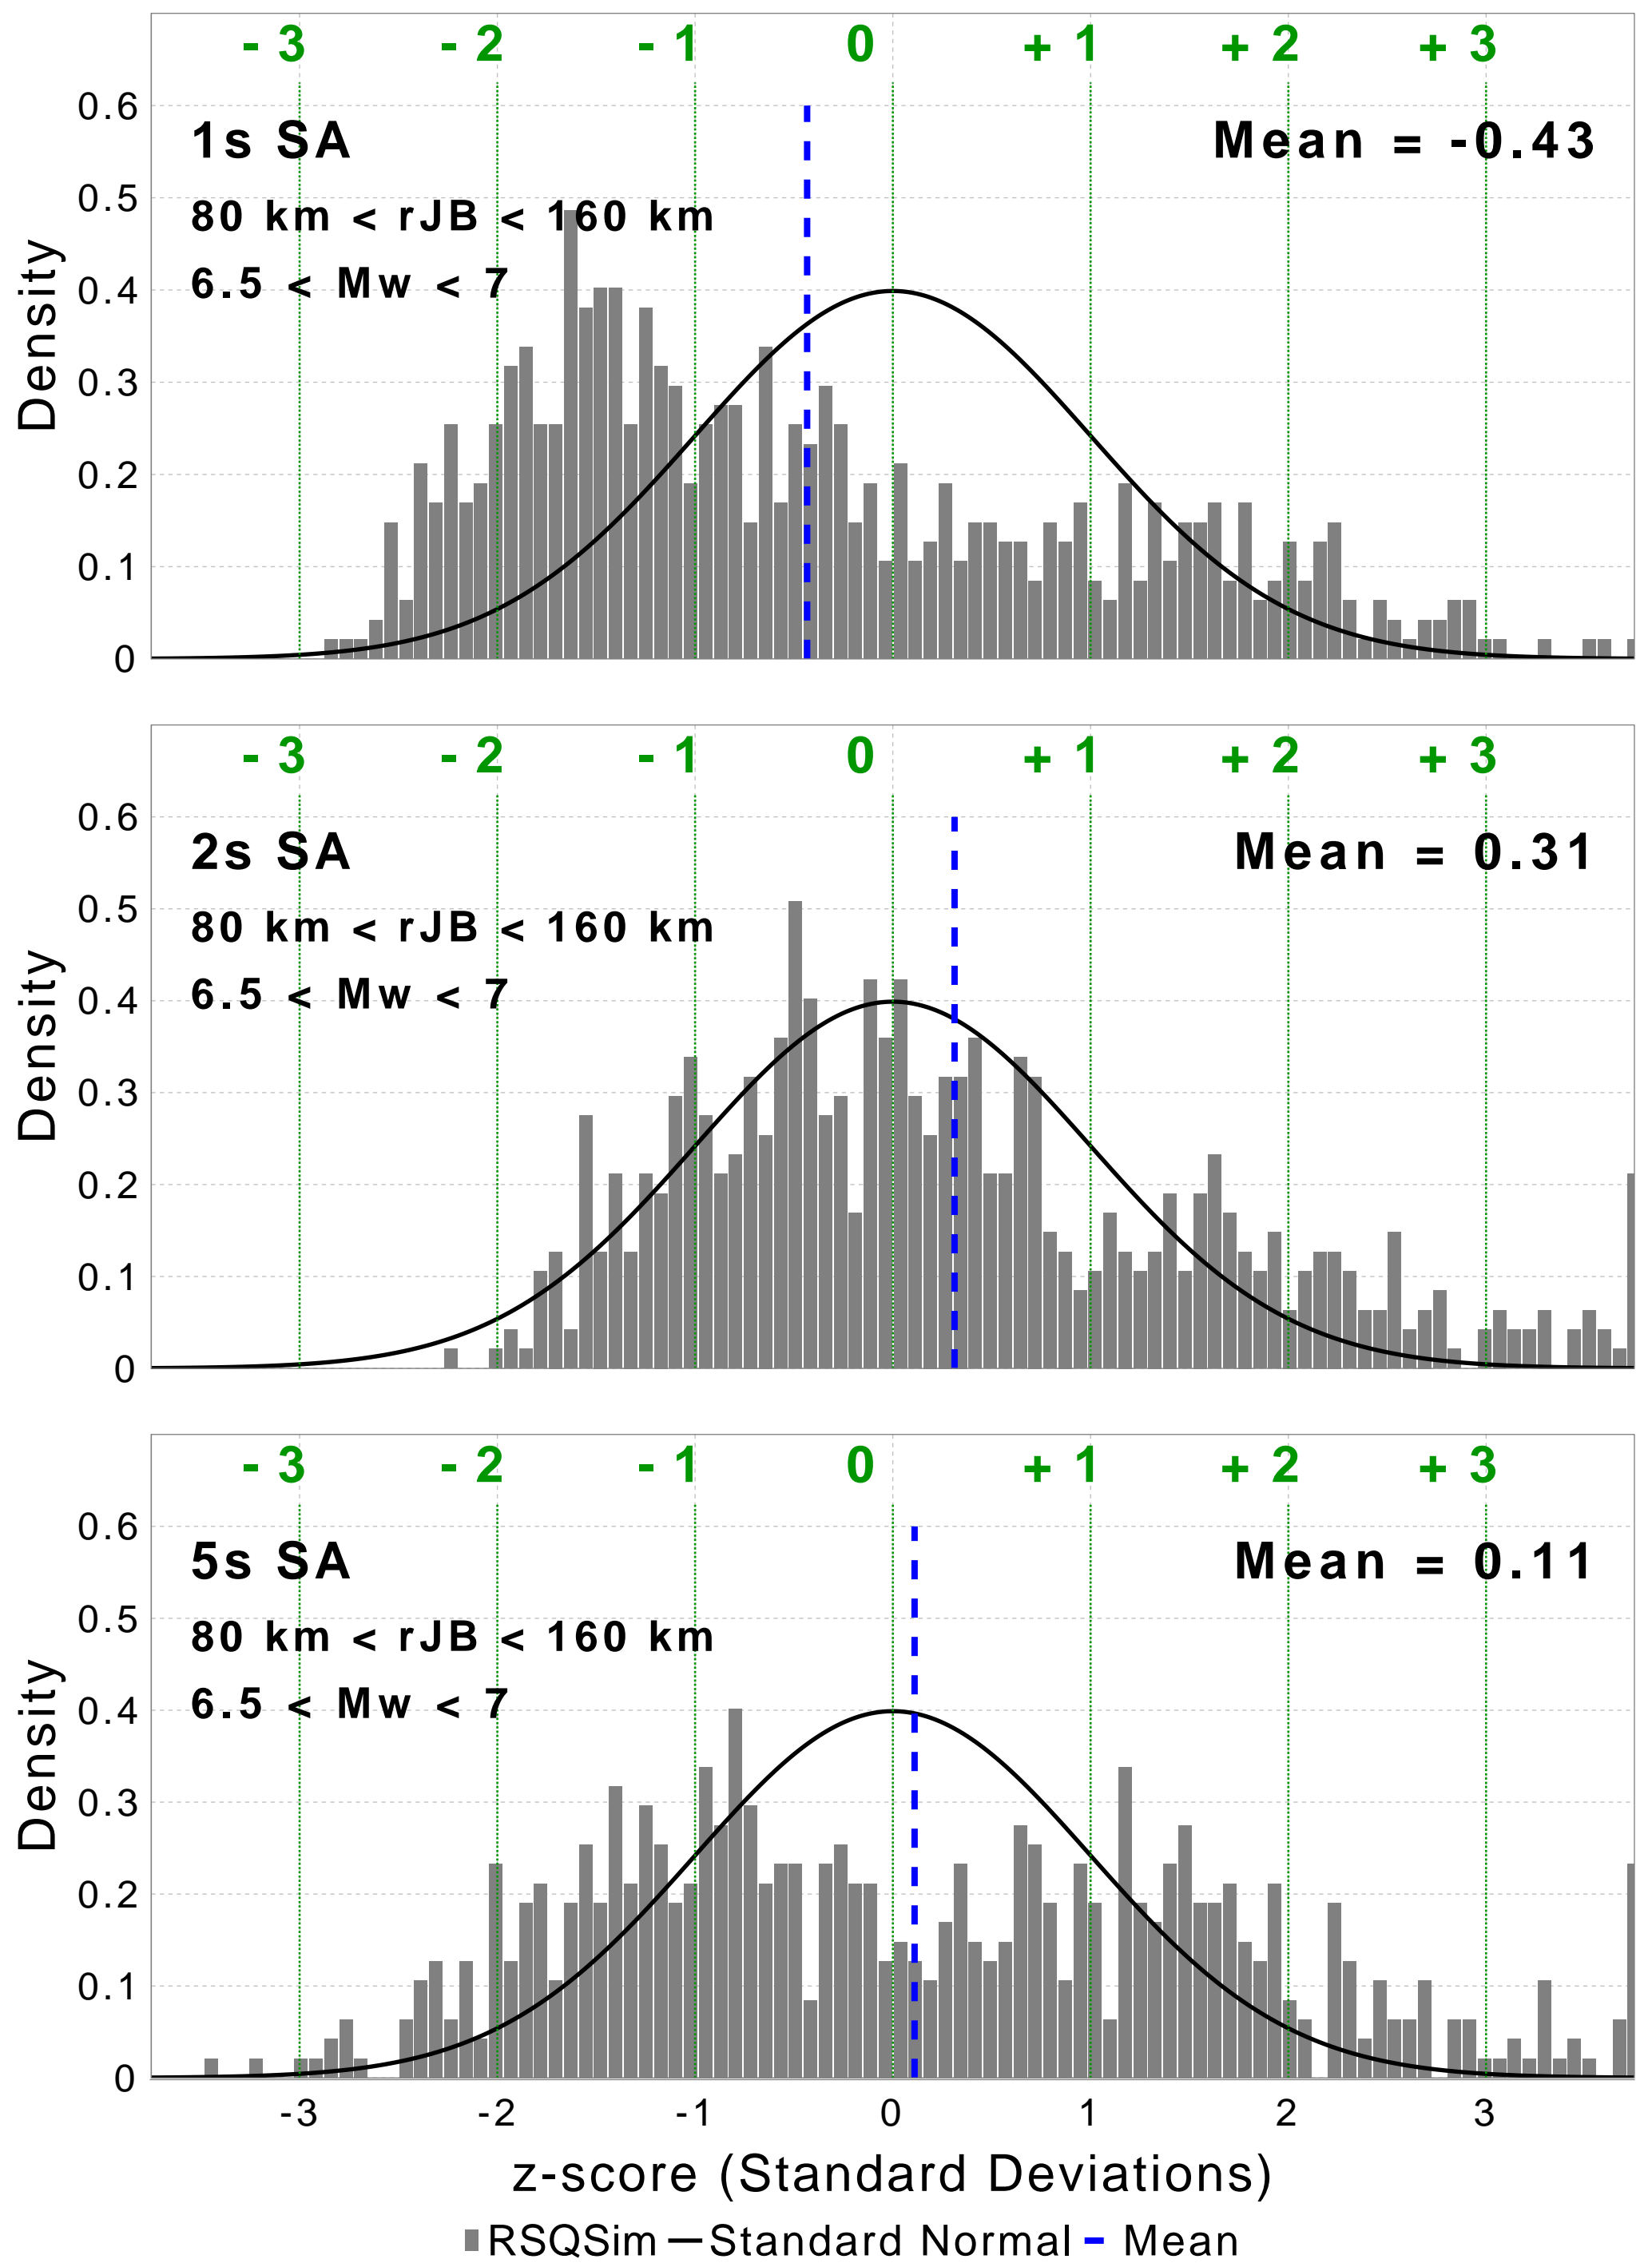 - 3 - 2 - 1 0 + 1 + 2 + 3
0.6
1s SA Mean = -0.43
0.5
80 km < rJB < 160 km
6.5 < Mw < 7
0.4
0.3
0.2
0.1
0
Density
- 3 - 2 - 1 0 + 1 + 2 + 3
0.6
2s SA Mean = 0.31
0.5
80 km < rJB < 160 km
6.5 < Mw < 7
0.4
0.3
0.2
0.1
0
Density
- 3 - 2 - 1 0 + 1 + 2 + 3
0.6
5s SA Mean = 0.11
0.5
80 km < rJB < 160 km
6.5 < Mw < 7
0.4
0.3
0.2
0.1
0
Density
-3 -2 -1 0 1 2 3
z-score (Standard Deviations)
RSQSim Standard Normal Mean